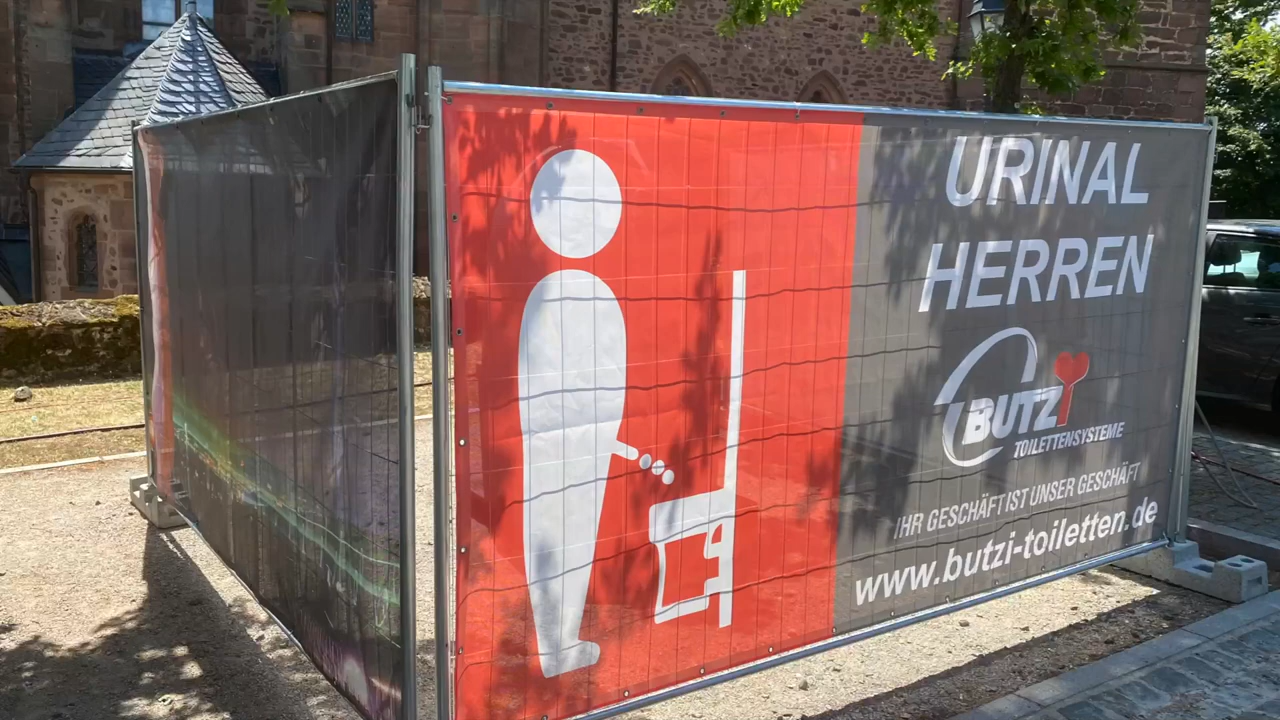 URINAL
HERREN
BUTZI
TOILETTENSYSTEME
IHR GESCHÄFT IST UNSER GESCHÄFT
www.butzi-toiletten.de